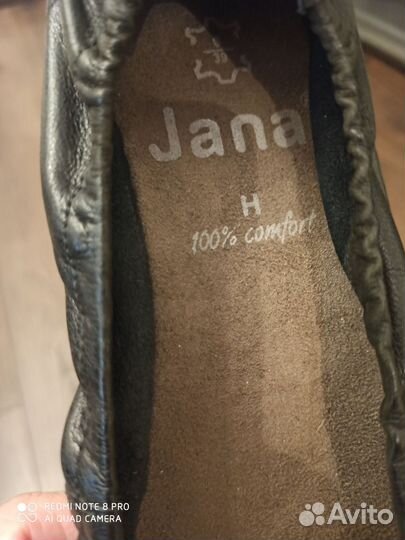 Jana
H
100% comfort
REDMI NOTE 8 PRO
AI QUAD CAMERA
Avito